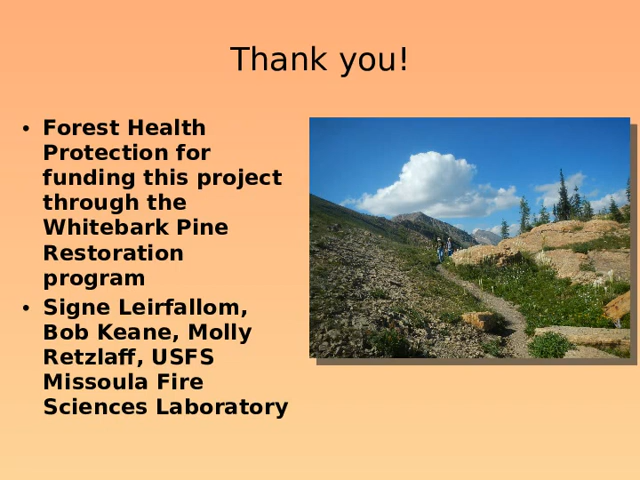 Thank you!
• Forest Health
Protection for
funding this project
through the
Whitebark Pine
Restoration
program
• Signe Leirfallom,
Bob Keane, Molly
Retzlaff, USFS
Missoula Fire
Sciences Laboratory